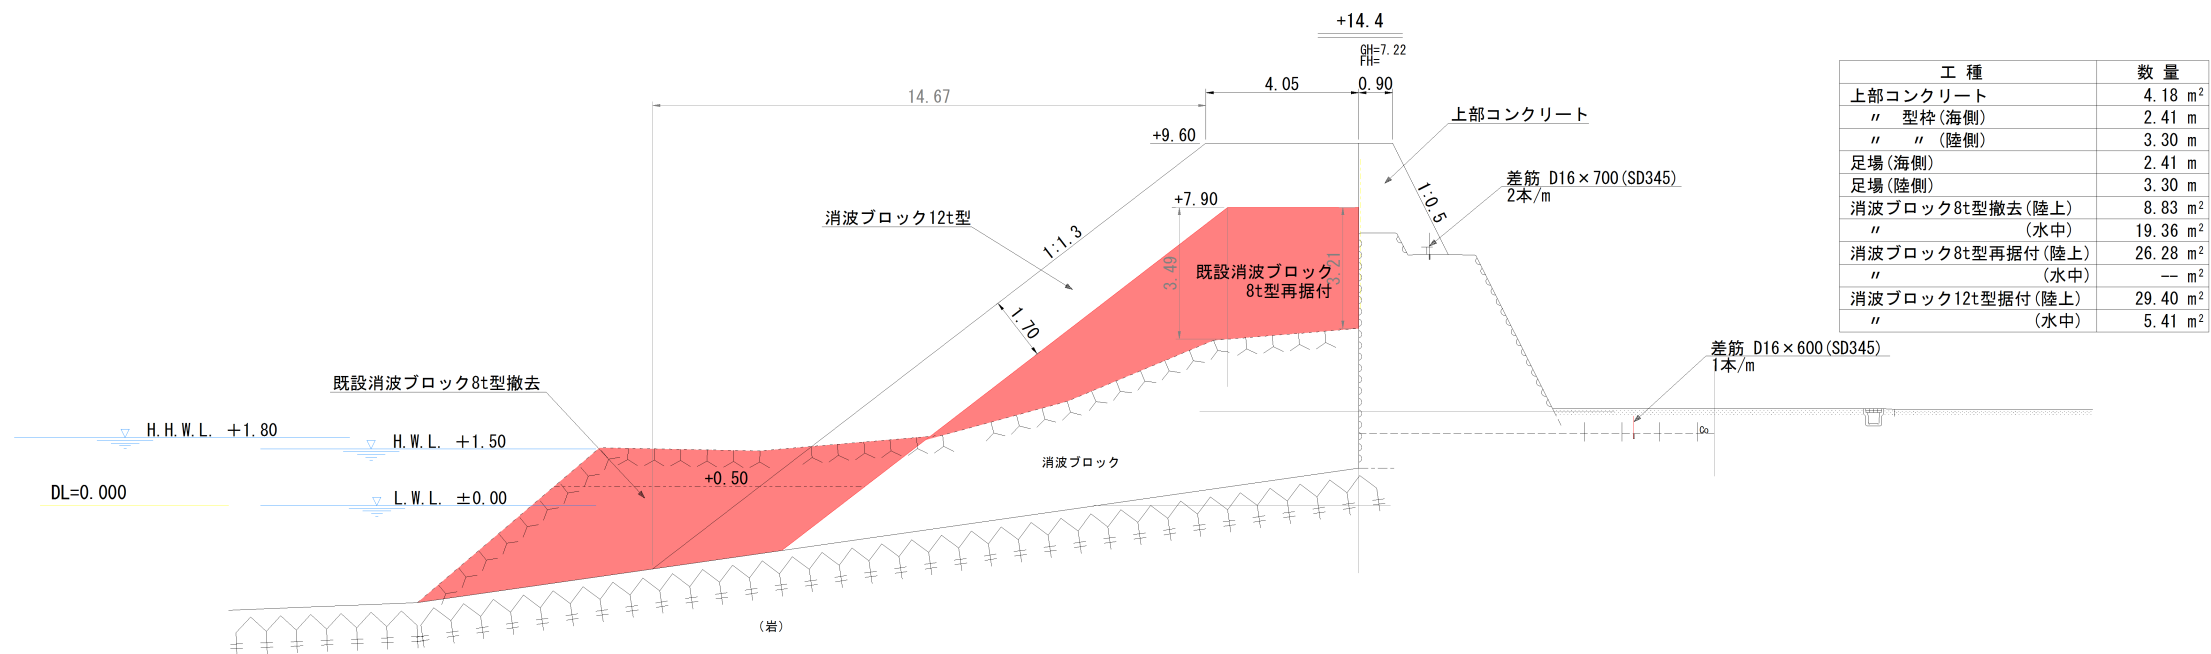 +14.4
GH=7.22
FH=
4.05
0.90
14.67
上部コンクリート
+9.60
差筋 D16×700(SD345)
2本/m
1:0.5
+7.90
消波ブロック12t型
1:1.3
3.49
3.21
既設消波ブロック
8t型再据付
1.70
差筋 D16×600(SD345)
1本/m
既設消波ブロック8t型撤去
H.H.W.L. +1.80
H.W.L. +1.50
消波ブロック
+0.50
DL=0.000
L.W.L. ±0.00
(岩)
工 種 数 量
上部コンクリート 4.18 m²
〃 型枠(海側) 2.41 m
〃 〃 (陸側) 3.30 m
足場(海側) 2.41 m
足場(陸側) 3.30 m
消波ブロック8t型撤去(陸上) 8.83 m²
〃 (水中) 19.36 m²
消波ブロック8t型再据付(陸上) 26.28 m²
〃 (水中) -- m²
消波ブロック12t型据付(陸上) 29.40 m²
〃 (水中) 5.41 m²